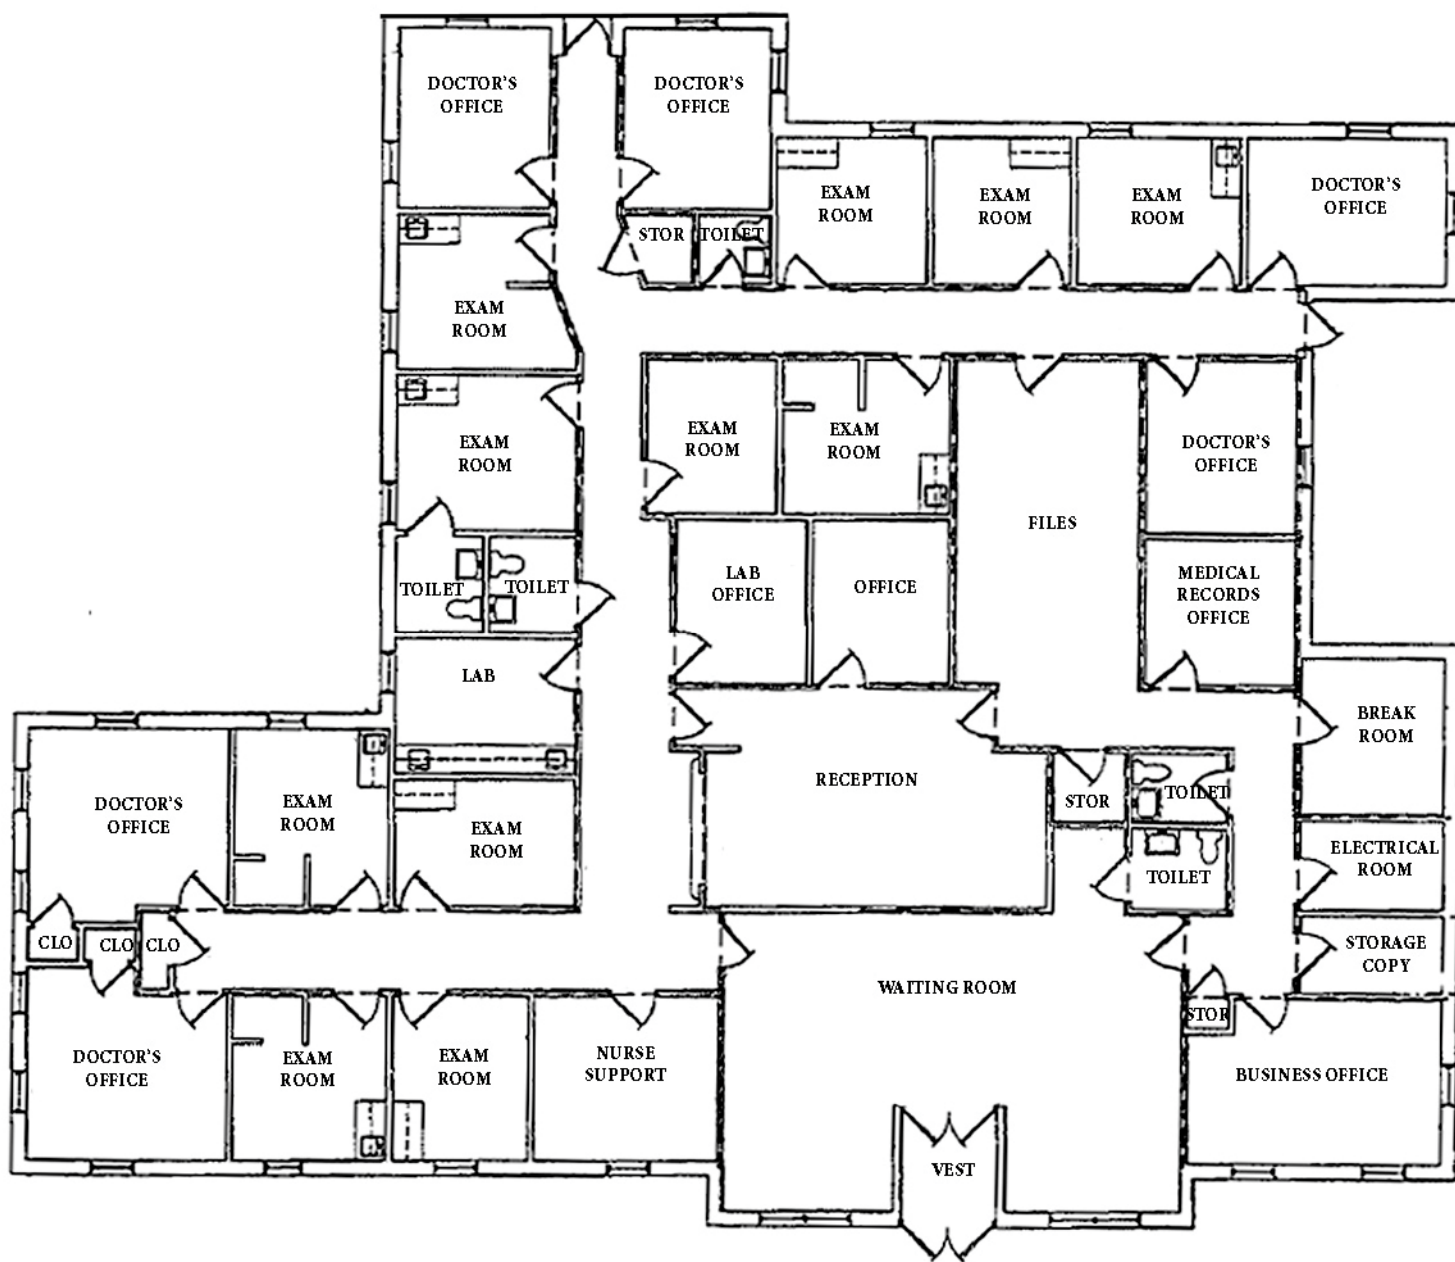 DOCTOR'S
OFFICE
DOCTOR'S
OFFICE
EXAM
ROOM
EXAM
ROOM
EXAM
ROOM
DOCTOR'S
OFFICE
STOR
TOILET
EXAM
ROOM
EXAM
ROOM
EXAM
ROOM
EXAM
ROOM
DOCTOR'S
OFFICE
FILES
TOILET
TOILET
LAB
OFFICE
OFFICE
MEDICAL
RECORDS
OFFICE
LAB
BREAK
ROOM
DOCTOR'S
OFFICE
EXAM
ROOM
EXAM
ROOM
RECEPTION
STOR
TOILET
TOILET
ELECTRICAL
ROOM
CLO
CLO
CLO
STORAGE
COPY
WAITING ROOM
STOR
DOCTOR'S
OFFICE
EXAM
ROOM
EXAM
ROOM
NURSE
SUPPORT
BUSINESS OFFICE
VEST